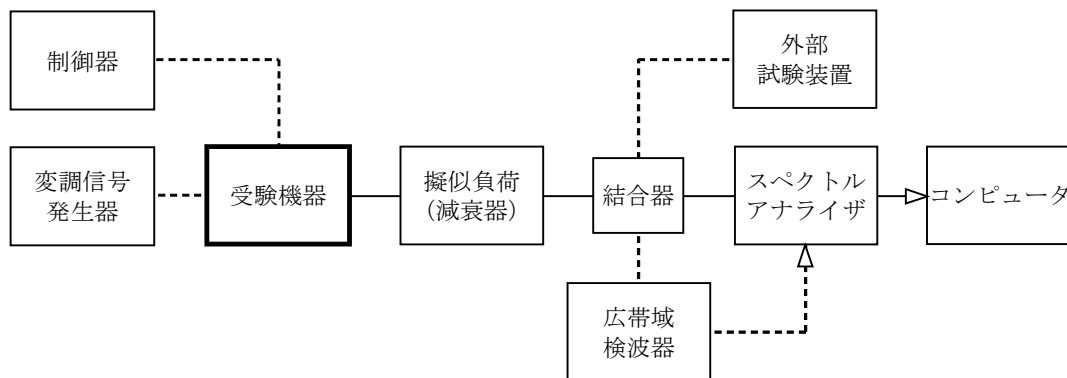 制御器
外部
試験装置
変調信号
発生器
受験機器
擬似負荷
(減衰器)
結合器
スペクトル
アナライザ
コンピュータ
広帯域
検波器